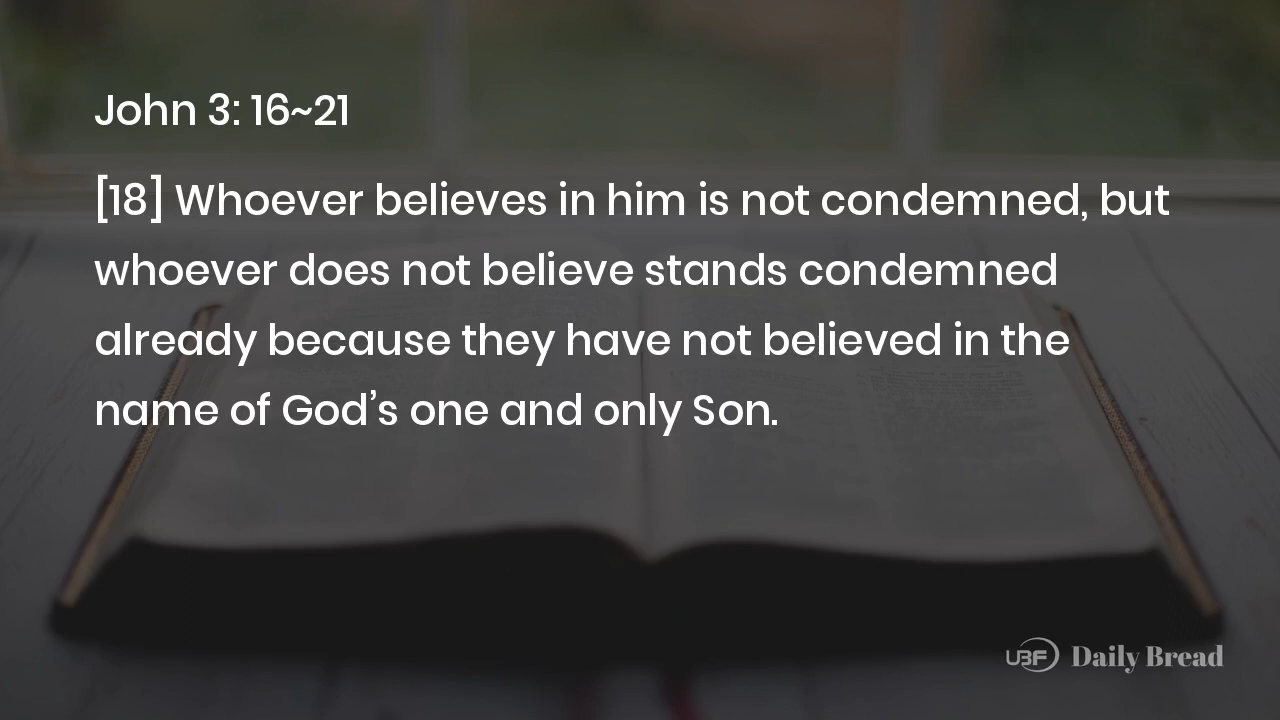 John 3: 16~21
[18] Whoever believes in him is not condemned, but
whoever does not believe stands condemned
already because they have not believed in the
name of God’s one and only Son.
UBF Daily Bread